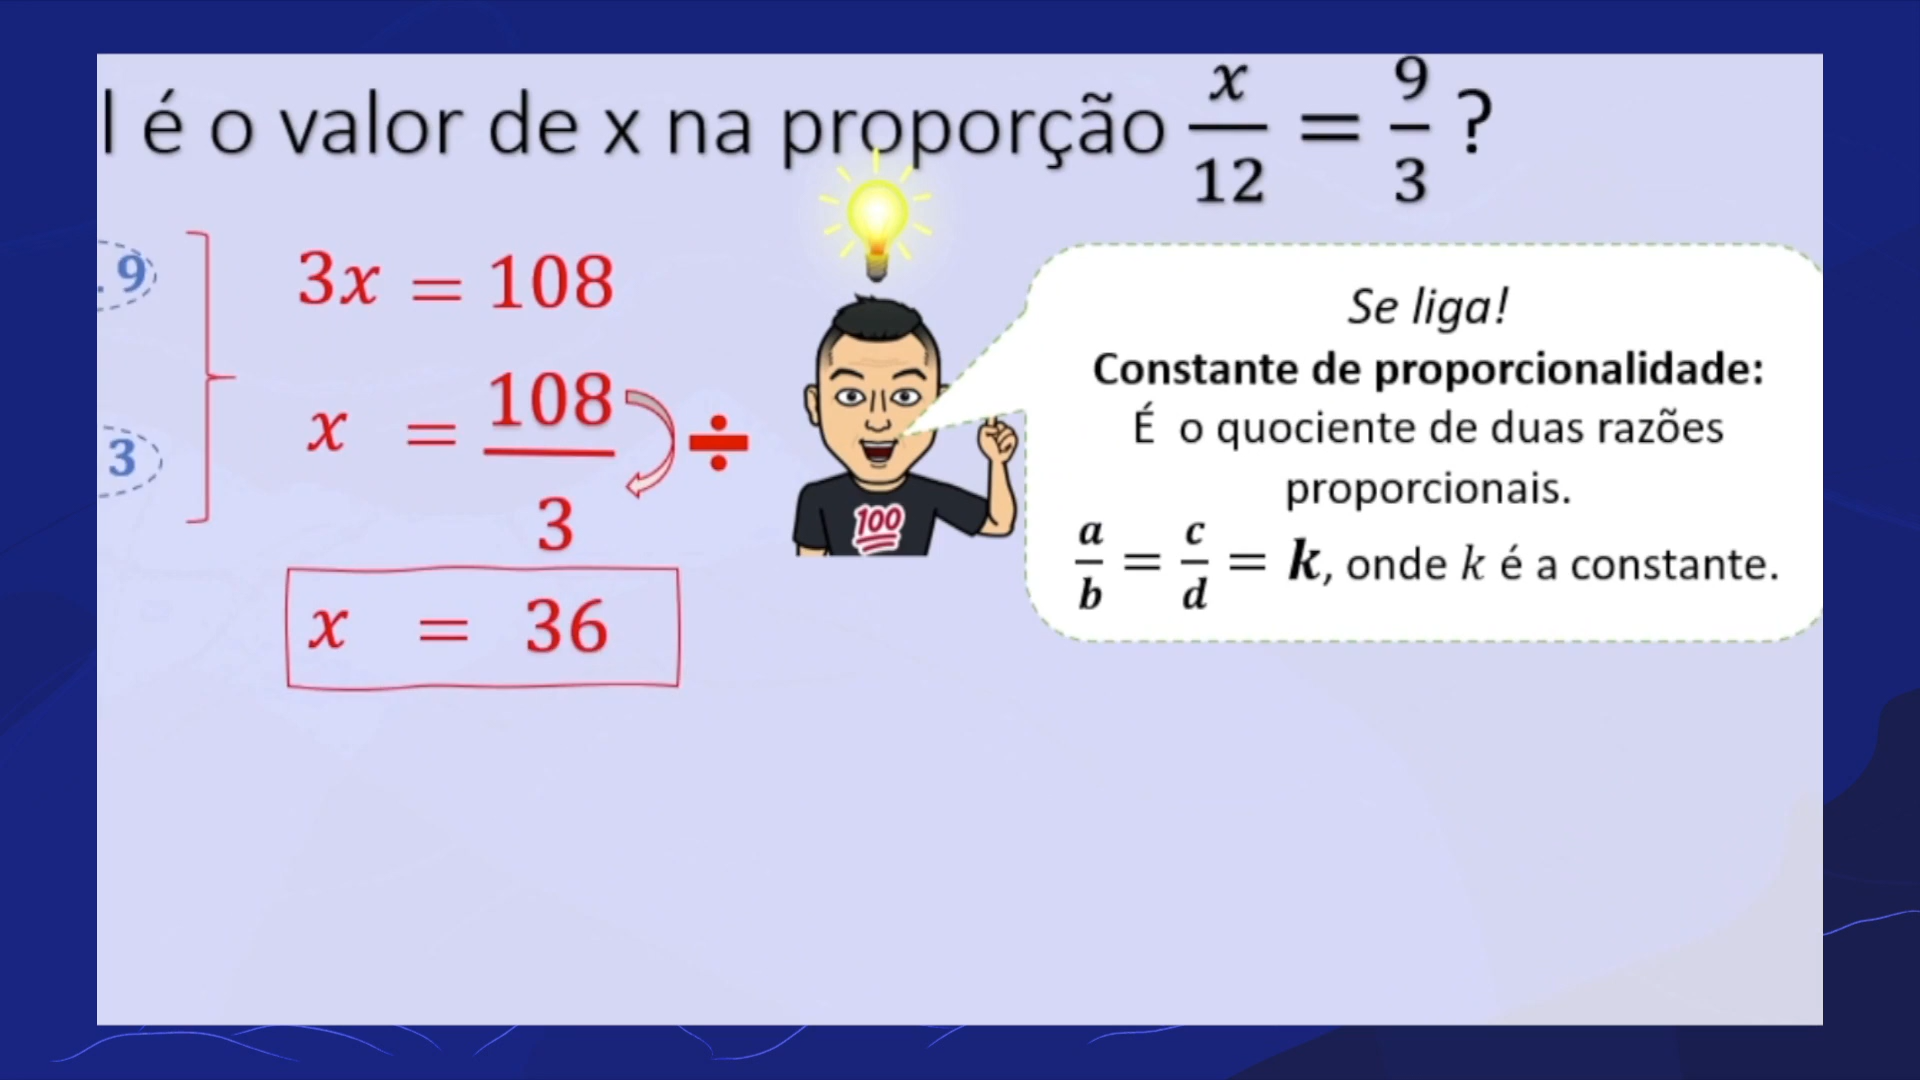 l é o valor de x na proporção x/12 = 9/3 ?
. 9
3
3x = 108
x = 108/3 ÷
x = 36
100
Se liga!
Constante de proporcionalidade:
É o quociente de duas razões
proporcionais.
a/b = c/d = k, onde k é a constante.